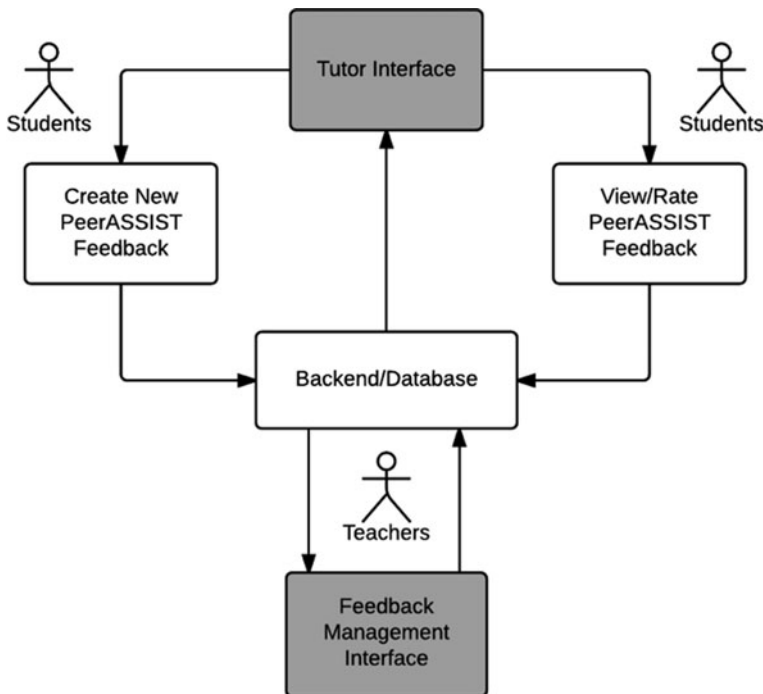 Tutor Interface
Students
Students
Create New
PeerASSIST
Feedback
View/Rate
PeerASSIST
Feedback
Backend/Database
Teachers
Feedback
Management
Interface